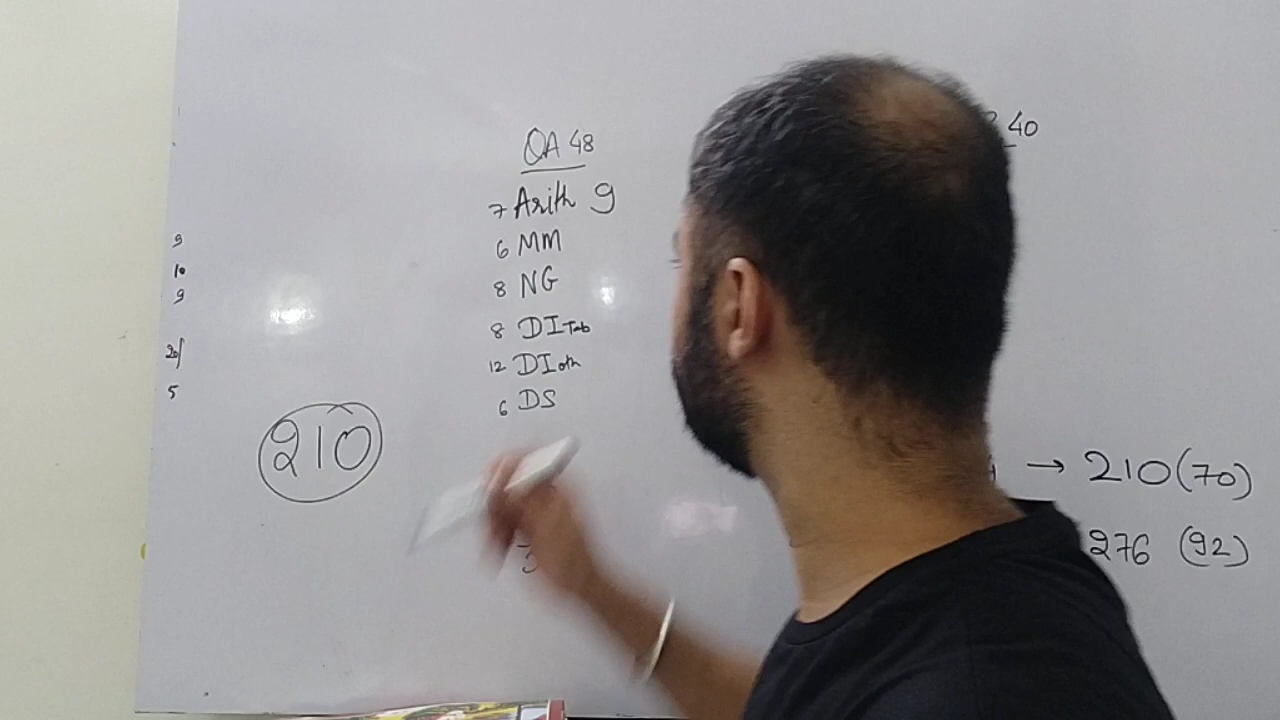 QA 48
7 Arith 9
6 MM
8 NG
8 DI Tab
12 DI oth
6 DS
9
10
9
20/
5
210
40
→ 210 (70)
276 (92)
3